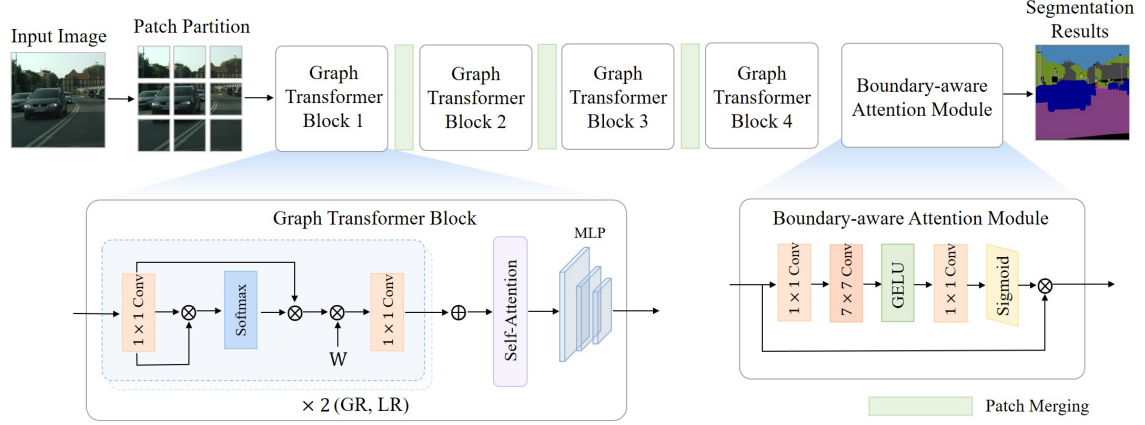 Input Image
Patch Partition
Graph
Transformer
Block 1
Graph
Transformer
Block 2
Graph
Transformer
Block 3
Graph
Transformer
Block 4
Boundary-aware
Attention Module
Segmentation
Results
Graph Transformer Block
1 × 1 Conv
Softmax
W
1 × 1 Conv
× 2 (GR, LR)
Self-Attention
MLP
Boundary-aware Attention Module
1 × 1 Conv
7 × 7 Conv
GELU
1 × 1 Conv
Sigmoid
Patch Merging